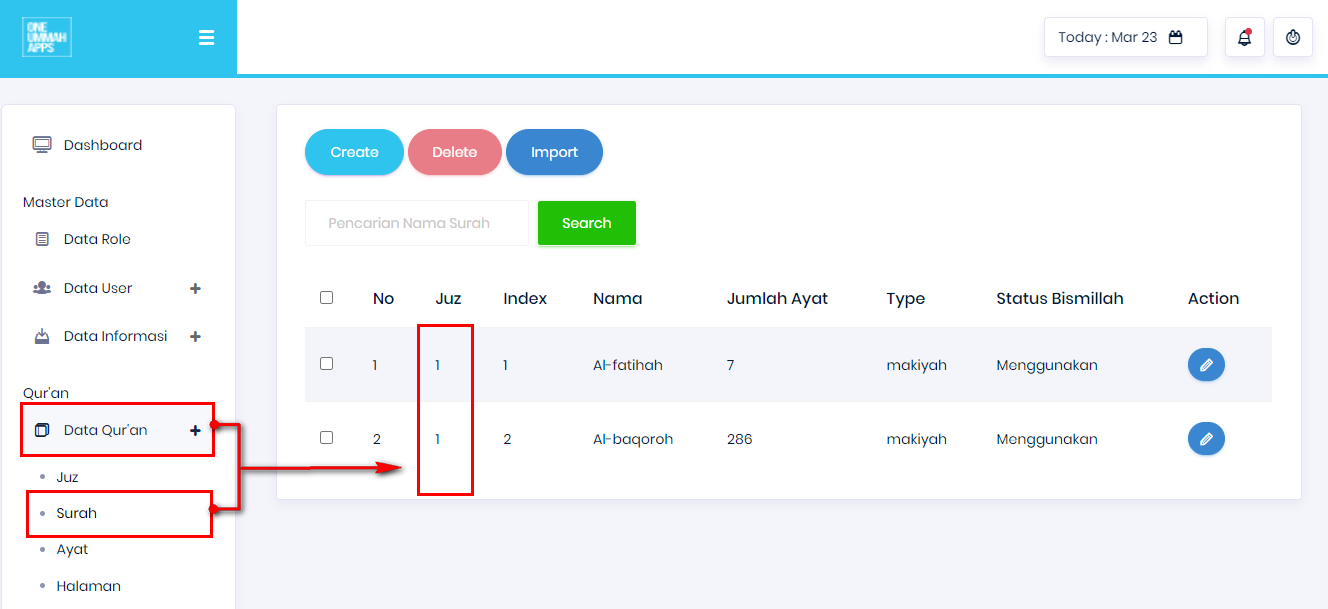 ONE
UMMAH
APPS
Today : Mar 23
Dashboard
Master Data
Data Role
Data User
Data Informasi
Qur'an
Data Qur'an
Juz
Surah
Ayat
Halaman
Create Delete Import
Pencarian Nama Surah Search
No Juz Index Nama Jumlah Ayat Type Status Bismillah Action
1 1 1 Al-fatihah 7 makiyah Menggunakan
2 1 2 Al-baqoroh 286 makiyah Menggunakan